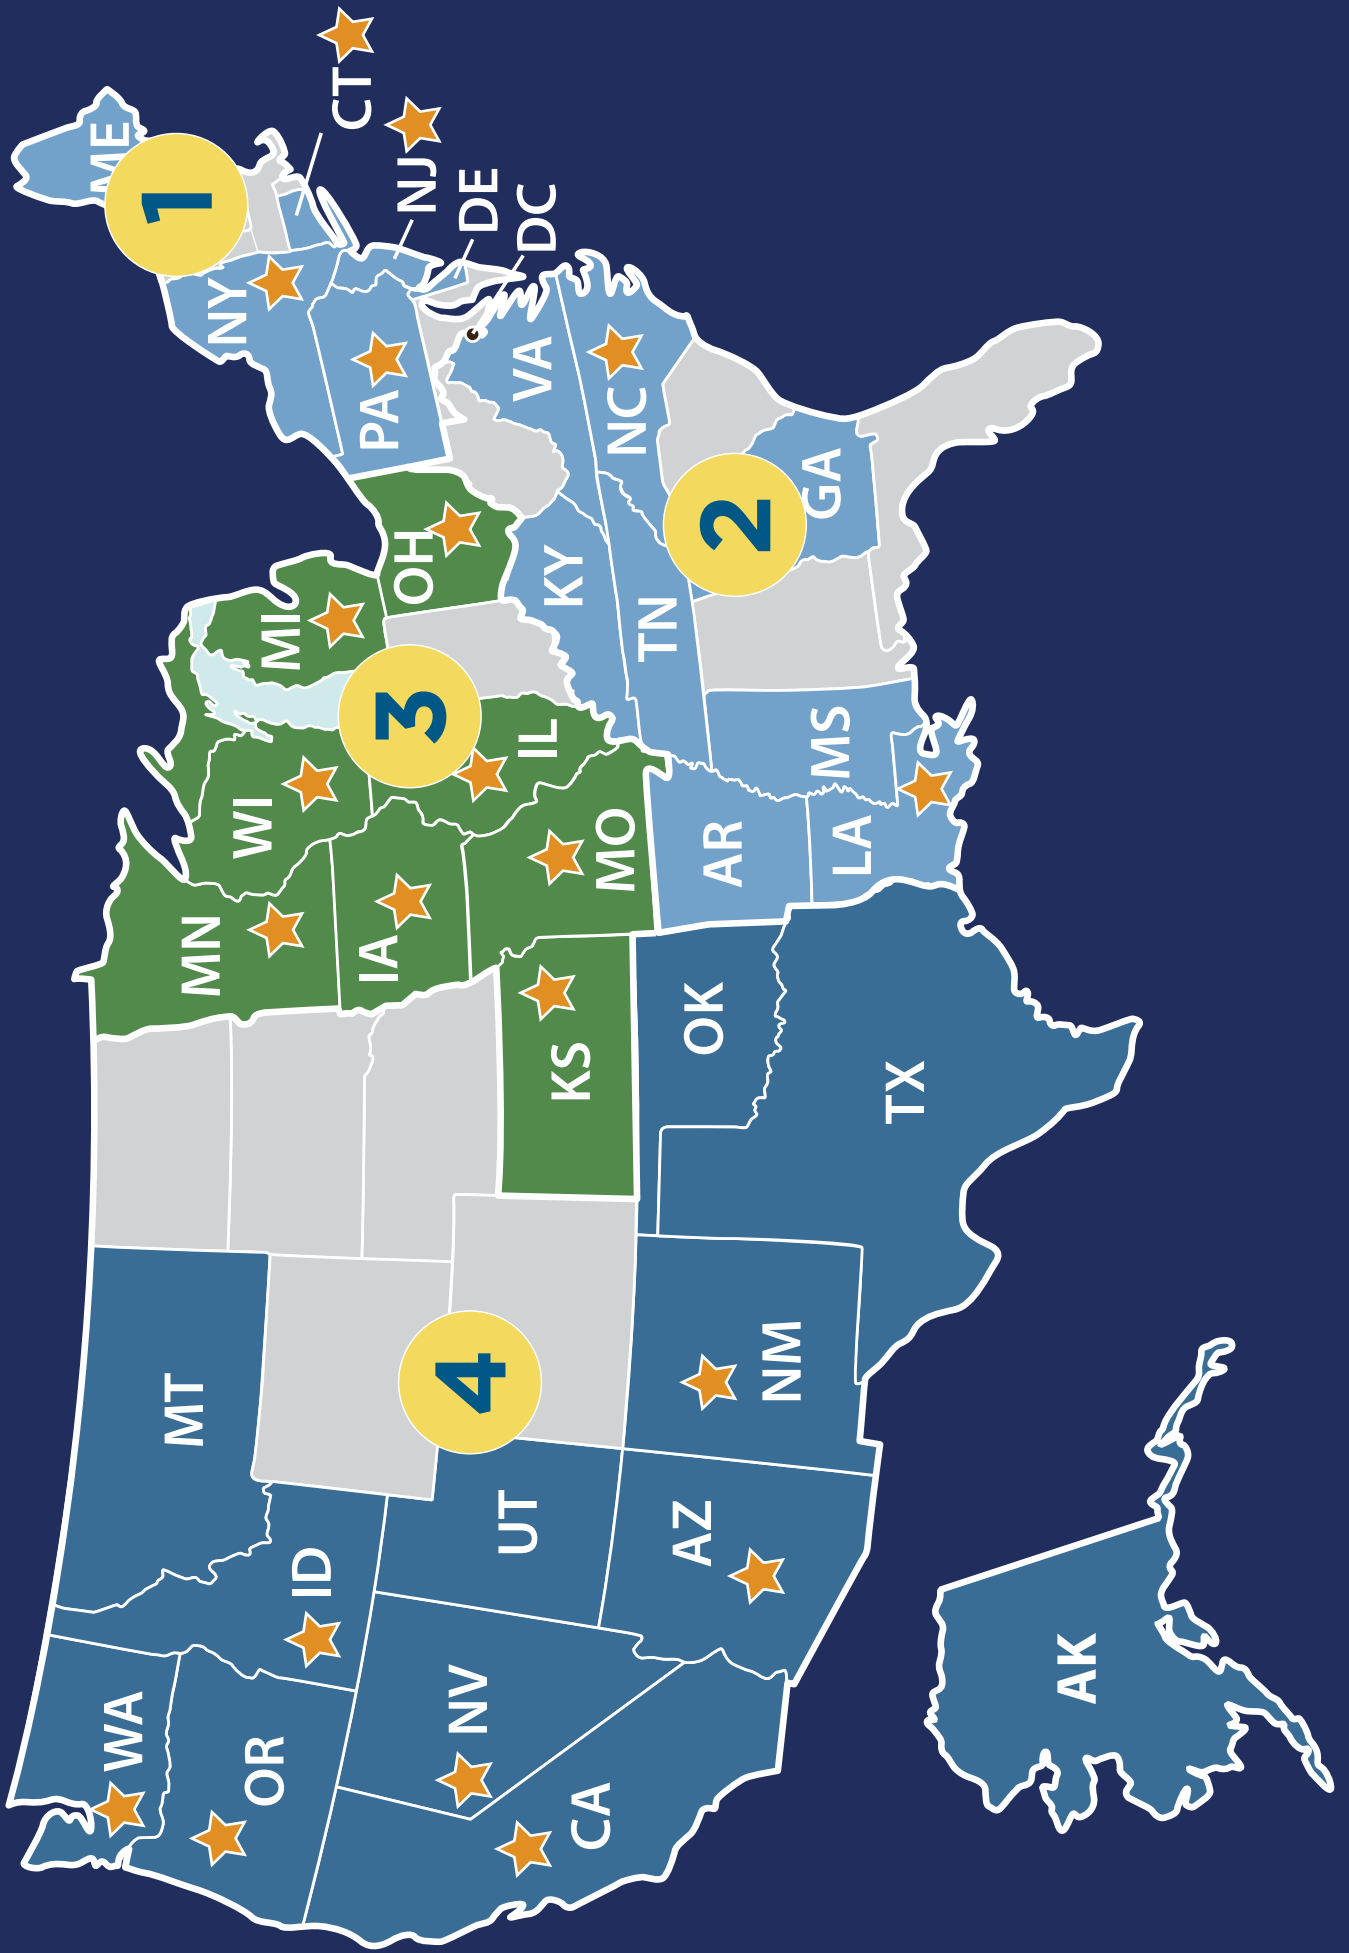 WA
MT
ME
1
OR
ID
MN
WI
MI
NY
CT
NV
UT
4
IA
3
OH
PA
NJ
DE
DC
CA
AZ
NM
KS
MO
IL
KY
VA
OK
AR
TN
NC
2
TX
LA
MS
GA
AK